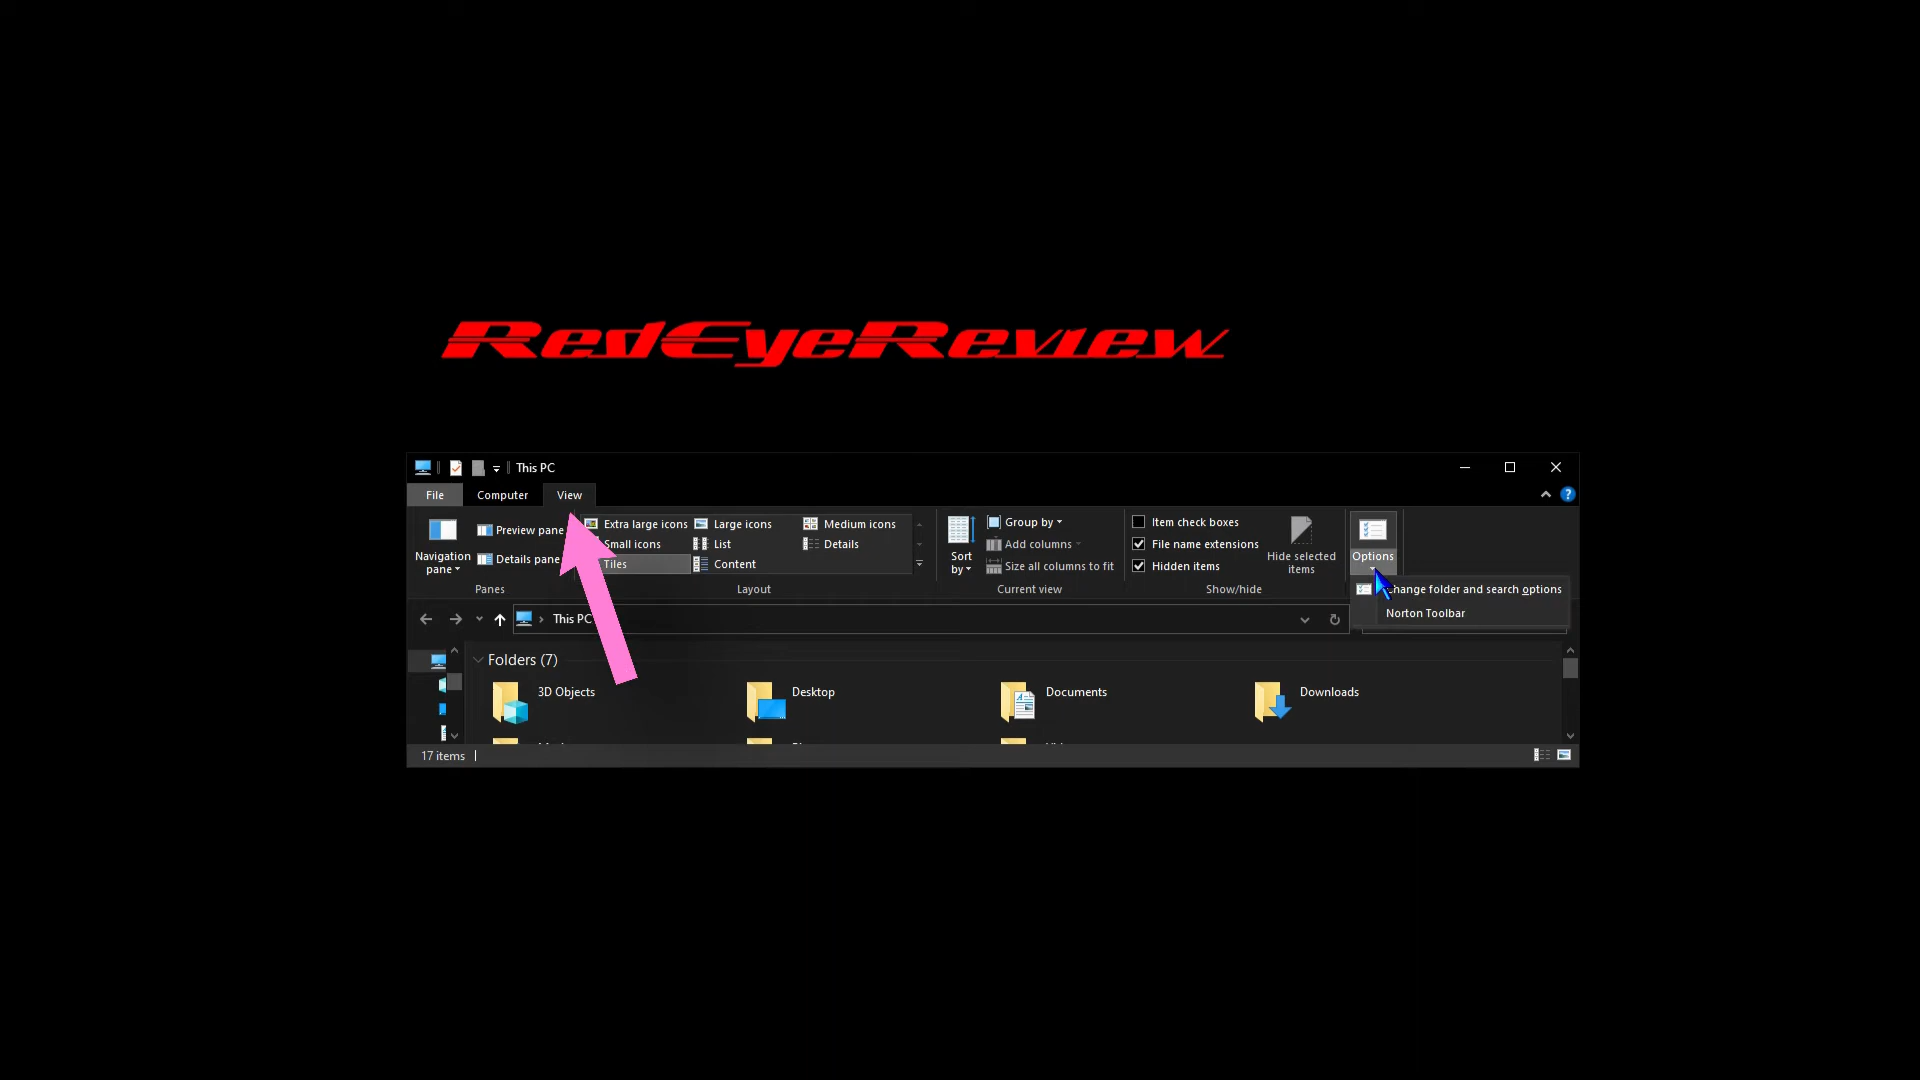 RedEyeReview
This PC
File Computer View
Navigation pane
Preview pane
Details pane
Panes
Extra large icons Large icons Medium icons
Small icons List Details
Tiles Content
Layout
Sort by
Group by
Add columns
Size all columns to fit
Current view
Item check boxes
File name extensions
Hidden items
Hide selected items
Show/hide
Options
Change folder and search options
Norton Toolbar
This PC
Folders (7)
3D Objects Desktop Documents Downloads
17 items